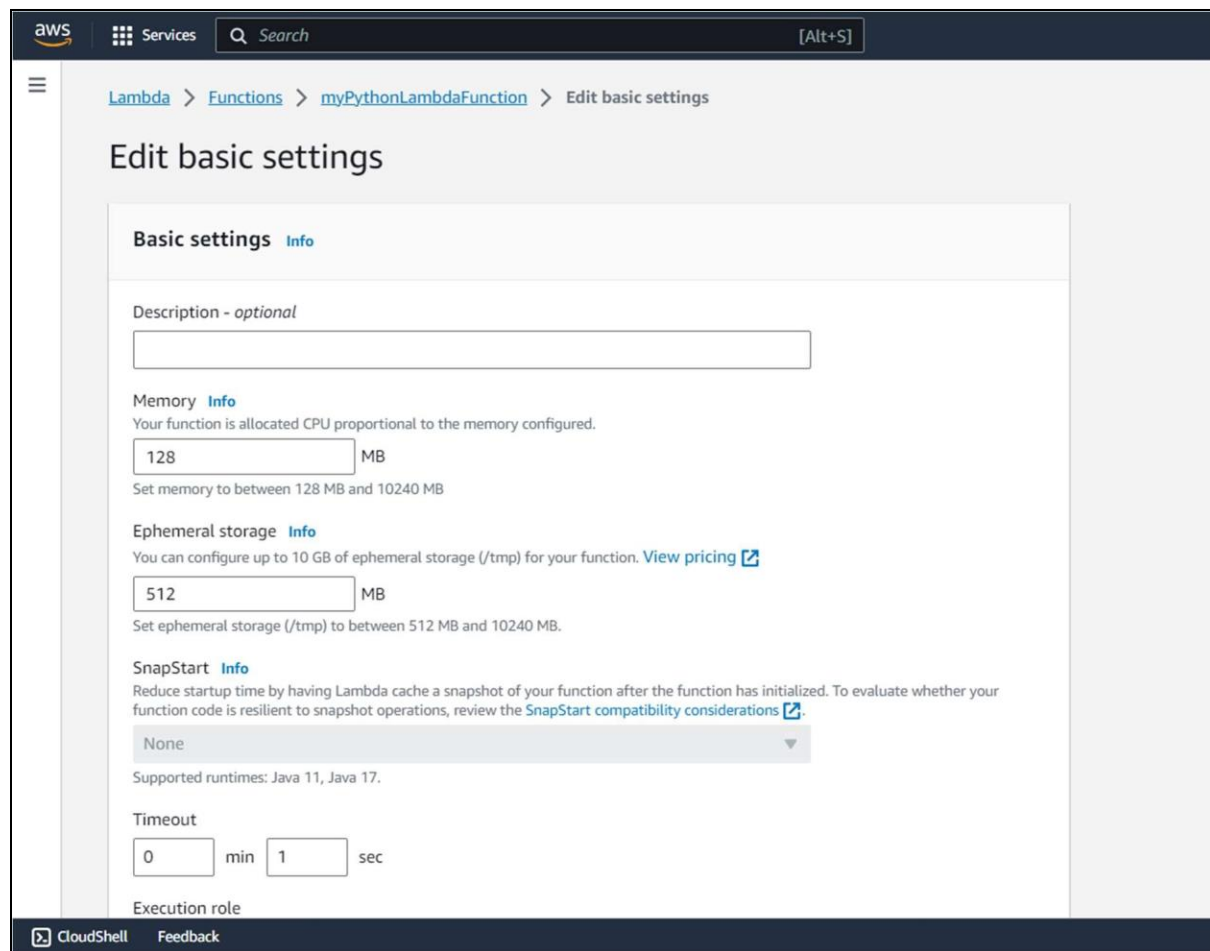 aws Services Search [Alt+S]
Lambda > Functions > myPythonLambdaFunction > Edit basic settings
Edit basic settings
Basic settings Info
Description - optional
Memory Info
Your function is allocated CPU proportional to the memory configured.
128 MB
Set memory to between 128 MB and 10240 MB
Ephemeral storage Info
You can configure up to 10 GB of ephemeral storage (/tmp) for your function. View pricing
512 MB
Set ephemeral storage (/tmp) to between 512 MB and 10240 MB.
SnapStart Info
Reduce startup time by having Lambda cache a snapshot of your function after the function has initialized. To evaluate whether your
function code is resilient to snapshot operations, review the SnapStart compatibility considerations.
None
Supported runtimes: Java 11, Java 17.
Timeout
0 min 1 sec
Execution role
CloudShell Feedback